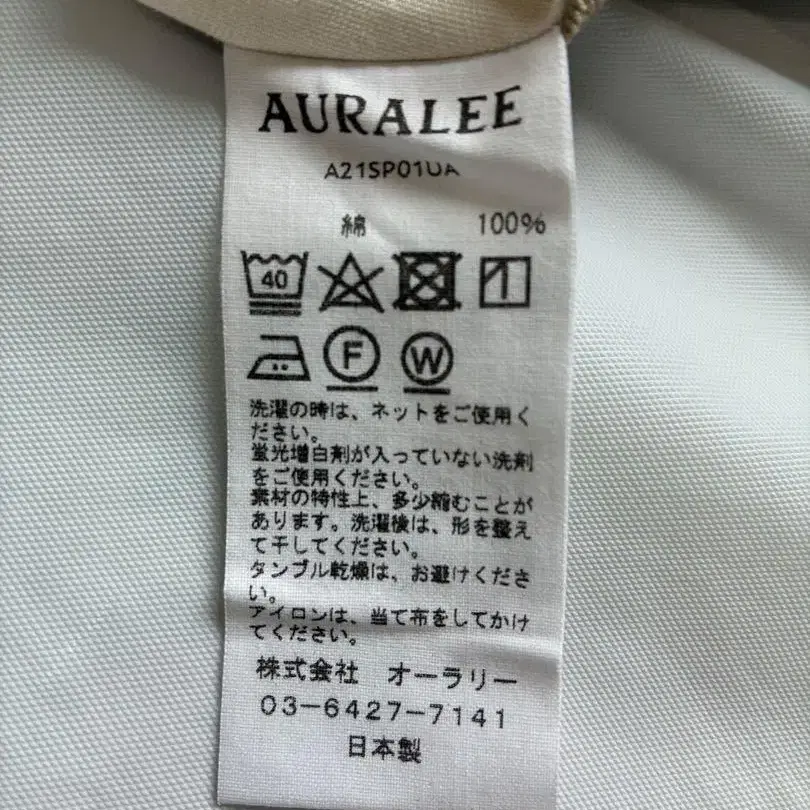 AURALEE
A21SP01UA
綿 100%
40
F W
洗濯の時は、ネットをご使用く
ださい。
蛍光増白剤が入っていない洗剤
をご使用ください。
素材の特性上、多少縮むことが
あります。洗濯後は、形を整え
て干してください。
タンブル乾燥は、お避けくださ
い。
アイロンは、当て布をしてかけ
てください。
株式会社 オーラリー
03-6427-7141
日本製